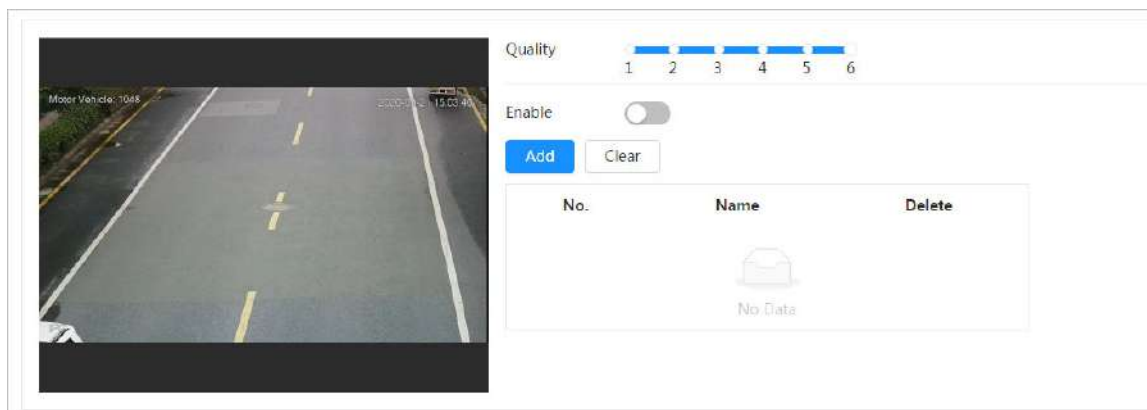 Quality
1 2 3 4 5 6
Motor Vehicle: 1048
15:03:46
Enable
Add Clear
No. Name Delete
No Data